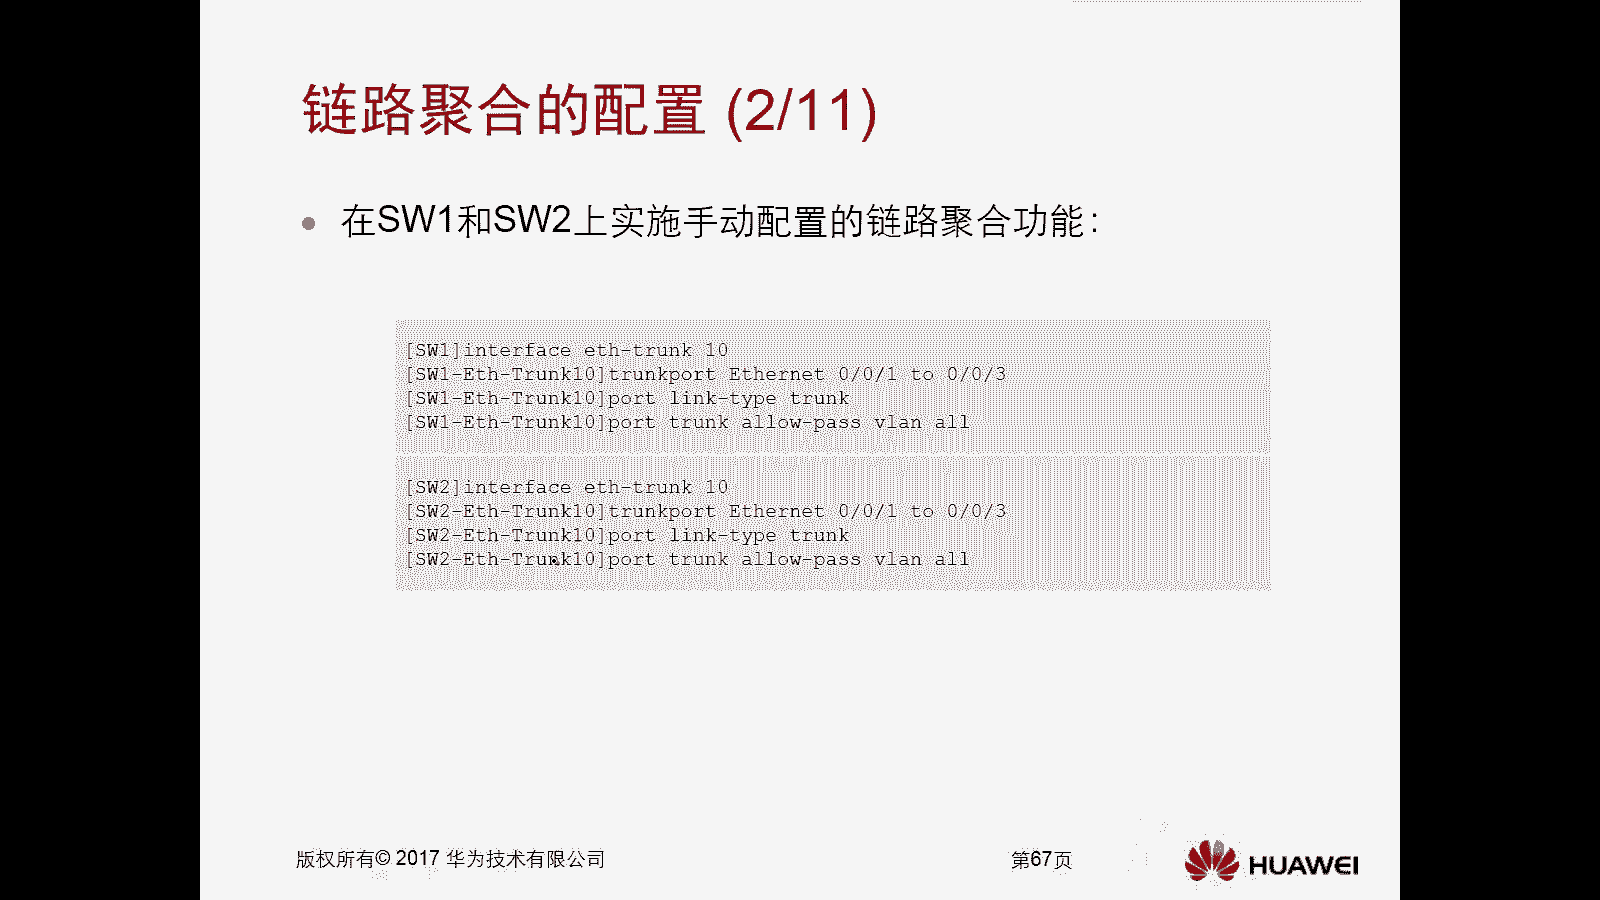 链路聚合的配置 (2/11)
在SW1和SW2上实施手动配置的链路聚合功能：
[SW1]interface eth-trunk 10
[SW1-Eth-Trunk10]trunkport Ethernet 0/0/1 to 0/0/3
[SW1-Eth-Trunk10]port link-type trunk
[SW1-Eth-Trunk10]port trunk allow-pass vlan all
[SW2]interface eth-trunk 10
[SW2-Eth-Trunk10]trunkport Ethernet 0/0/1 to 0/0/3
[SW2-Eth-Trunk10]port link-type trunk
[SW2-Eth-Trunk10]port trunk allow-pass vlan all
版权所有© 2017 华为技术有限公司
第67页
HUAWEI